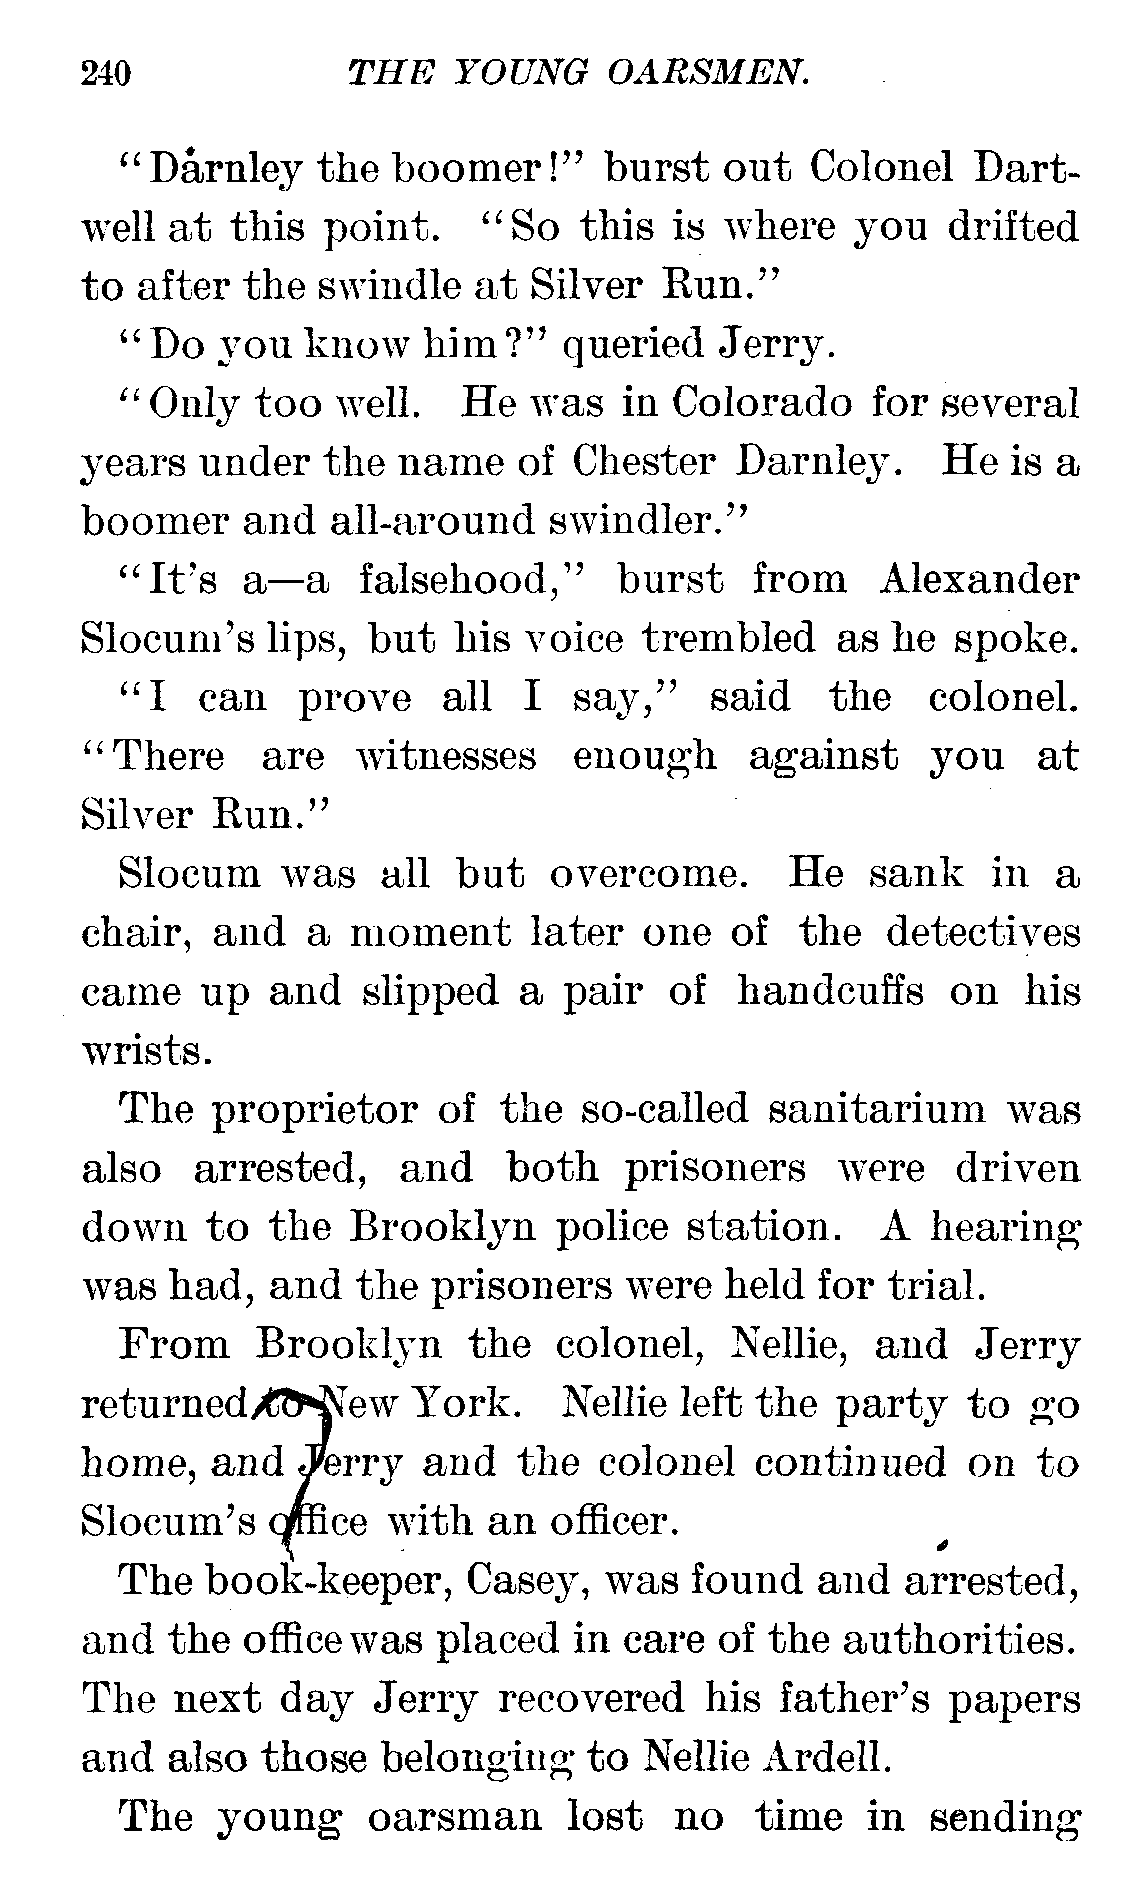 240 THE YOUNG OARSMEN.
“Darnley the boomer!” burst out Colonel Dart-
well at this point. “So this is where you drifted
to after the swindle at Silver Run.”
“Do you know him?” queried Jerry.
“Only too well. He was in Colorado for several
years under the name of Chester Darnley. He is a
boomer and all-around swindler.”
“It’s a—a falsehood,” burst from Alexander
Slocum’s lips, but his voice trembled as he spoke.
“I can prove all I say,” said the colonel.
“There are witnesses enough against you at
Silver Run.”
Slocum was all but overcome. He sank in a
chair, and a moment later one of the detectives
came up and slipped a pair of handcuffs on his
wrists.
The proprietor of the so-called sanitarium was
also arrested, and both prisoners were driven
down to the Brooklyn police station. A hearing
was had, and the prisoners were held for trial.
From Brooklyn the colonel, Nellie, and Jerry
returned to New York. Nellie left the party to go
home, and Jerry and the colonel continued on to
Slocum’s office with an officer.
The book-keeper, Casey, was found and arrested,
and the office was placed in care of the authorities.
The next day Jerry recovered his father’s papers
and also those belonging to Nellie Ardell.
The young oarsman lost no time in sending